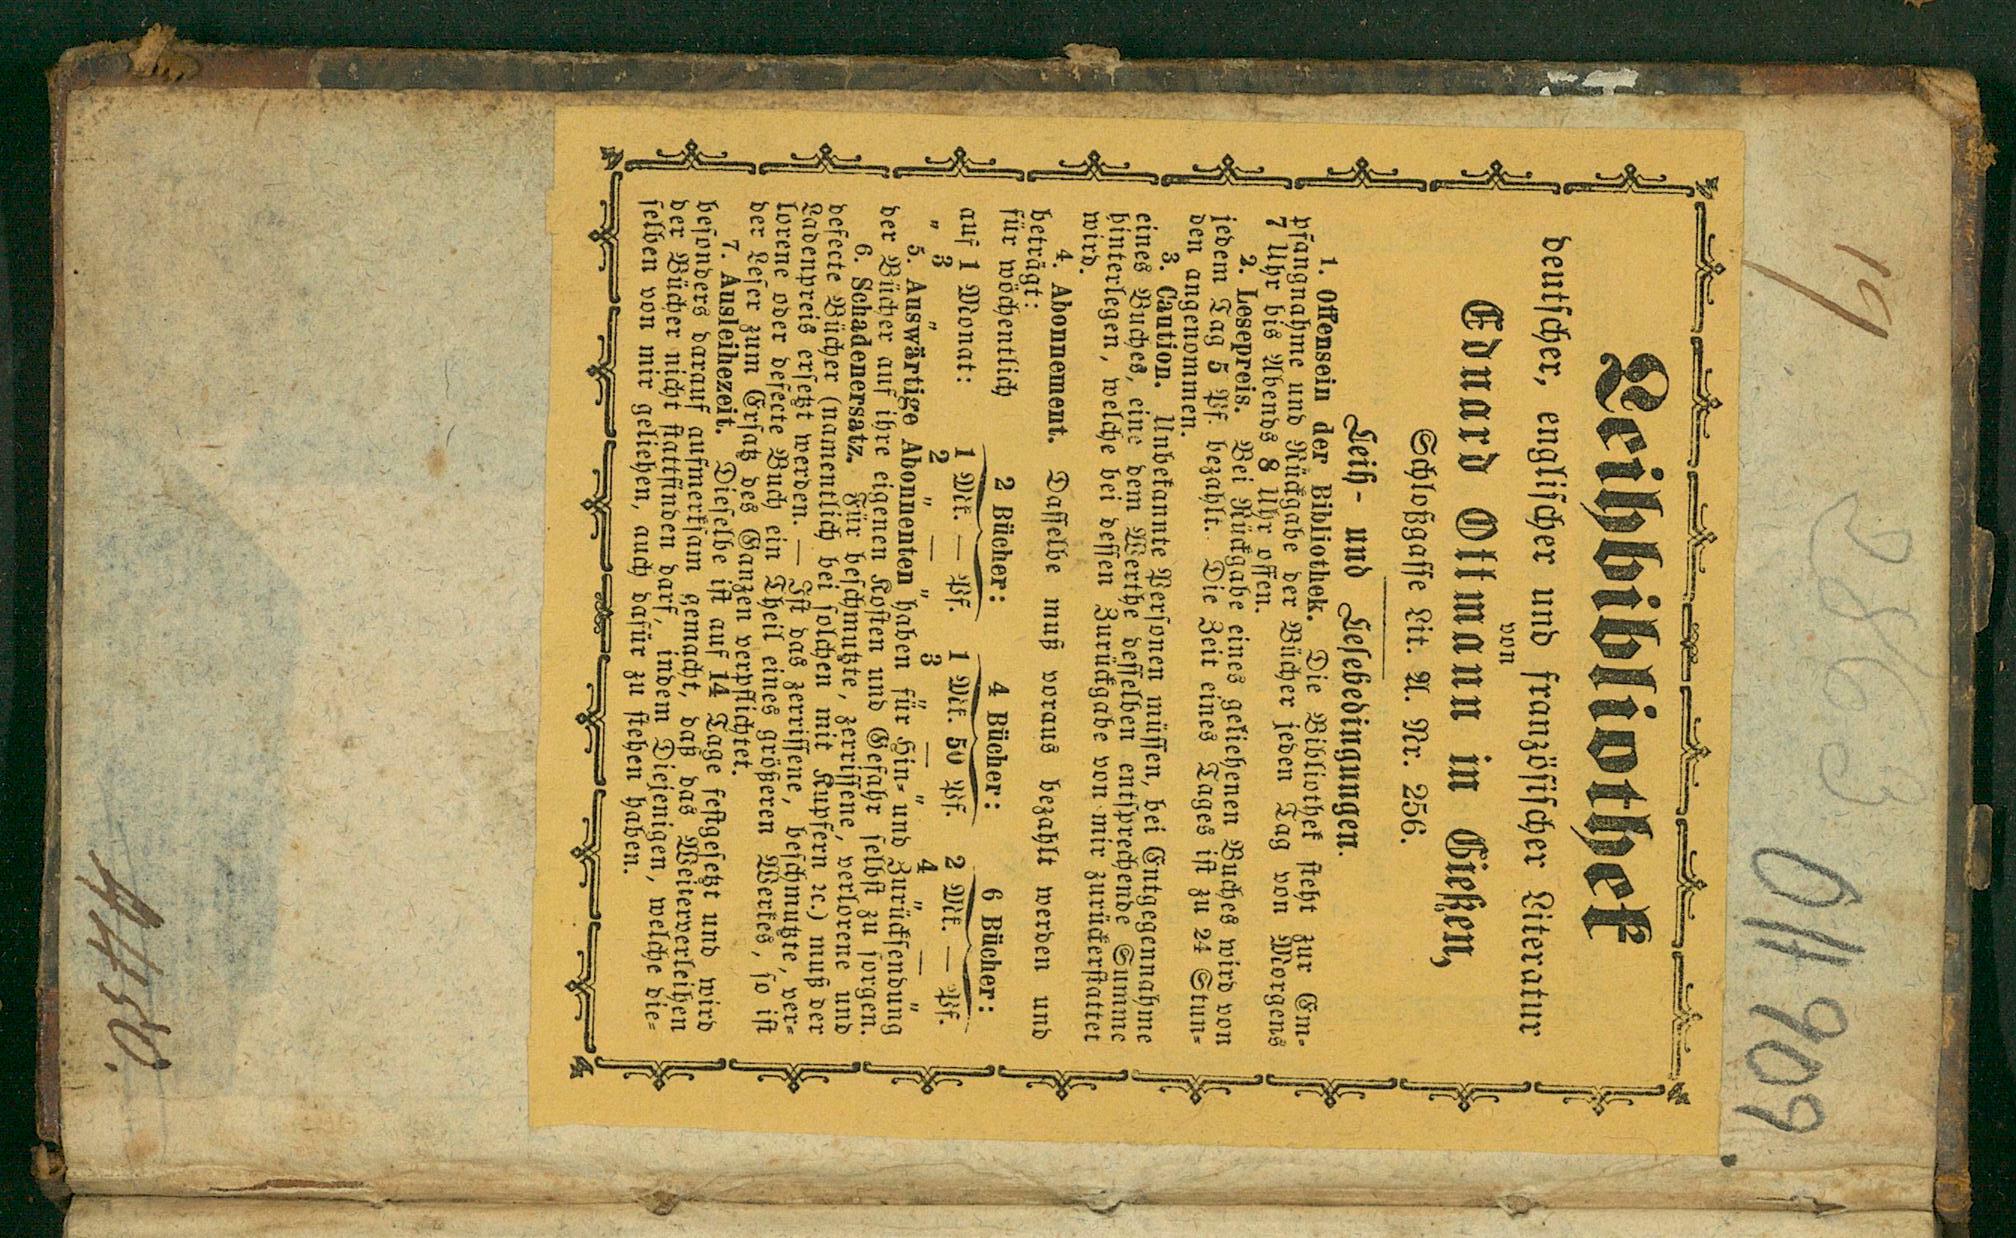 19
28663
Off 909
Leihbibliothek
deutscher, englischer und französischer Literatur
von
Eduard Ottmann in Gießen,
Schloßgasse Lit. A. Nr. 256.
Leih- und Lesebedingungen.
1. Offensein der Bibliothek. Die Bibliothek steht zur Em-
pfangnahme und Rückgabe der Bücher jeden Tag von Morgens
7 Uhr bis Abends 8 Uhr offen.
2. Lesepreis. Bei Rückgabe eines geliehenen Buches wird von
jedem Tag 5 Pf. bezahlt. Die Zeit eines Tages ist zu 24 Stun-
den angenommen.
3. Caution. Unbekannte Personen müssen, bei Entgegennahme
eines Buches, eine dem Werthe desselben entsprechende Summe
hinterlegen, welche bei dessen Zurückgabe von mir zurückerstattet
wird.
4. Abonnement. Dasselbe muß voraus bezahlt werden und
beträgt:
für wöchentlich 2 Bücher: 4 Bücher: 6 Bücher:
auf 1 Monat: 1 Mk. — Pf. 1 Mk. 50 Pf. 2 Mk. — Pf.
" 3 " 2 " — " 3 " — " 4 " — "
5. Auswärtige Abonnenten haben für Hin- und Zurücksendung
der Bücher auf ihre eigenen Kosten und Gefahr selbst zu sorgen.
6. Schadenersatz. Für beschmutzte, zerrissene, verlorene und
defecte Bücher (namentlich bei solchen mit Kupfern ꝛc.) muß der
Ladenpreis ersetzt werden. — Ist das zerrissene, beschmutzte, ver-
lorene oder defecte Buch ein Theil eines größeren Werkes, so ist
der Leser zum Ersatz des Ganzen verpflichtet.
7. Ausleihezeit. Dieselbe ist auf 14 Tage festgesetzt und wird
besonders darauf aufmerksam gemacht, daß das Weiterverleihen
der Bücher nicht stattfinden darf, indem Diejenigen, welche die-
selben von mir geliehen, auch dafür zu stehen haben.